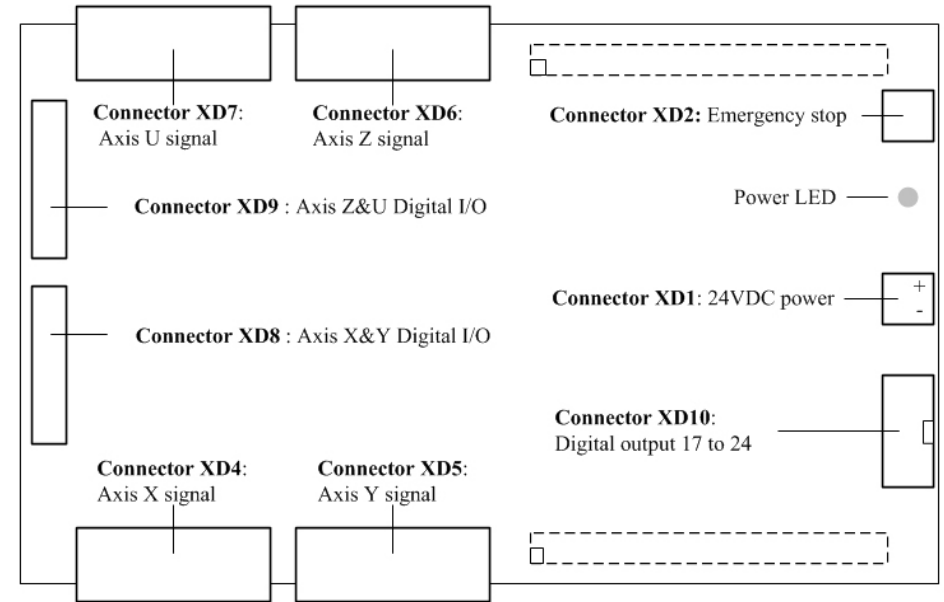 Connector XD7:
Axis U signal
Connector XD6:
Axis Z signal
Connector XD2: Emergency stop
Connector XD9 : Axis Z&U Digital I/O
Power LED
Connector XD1: 24VDC power
+
-
Connector XD8 : Axis X&Y Digital I/O
Connector XD10:
Digital output 17 to 24
Connector XD4:
Axis X signal
Connector XD5:
Axis Y signal